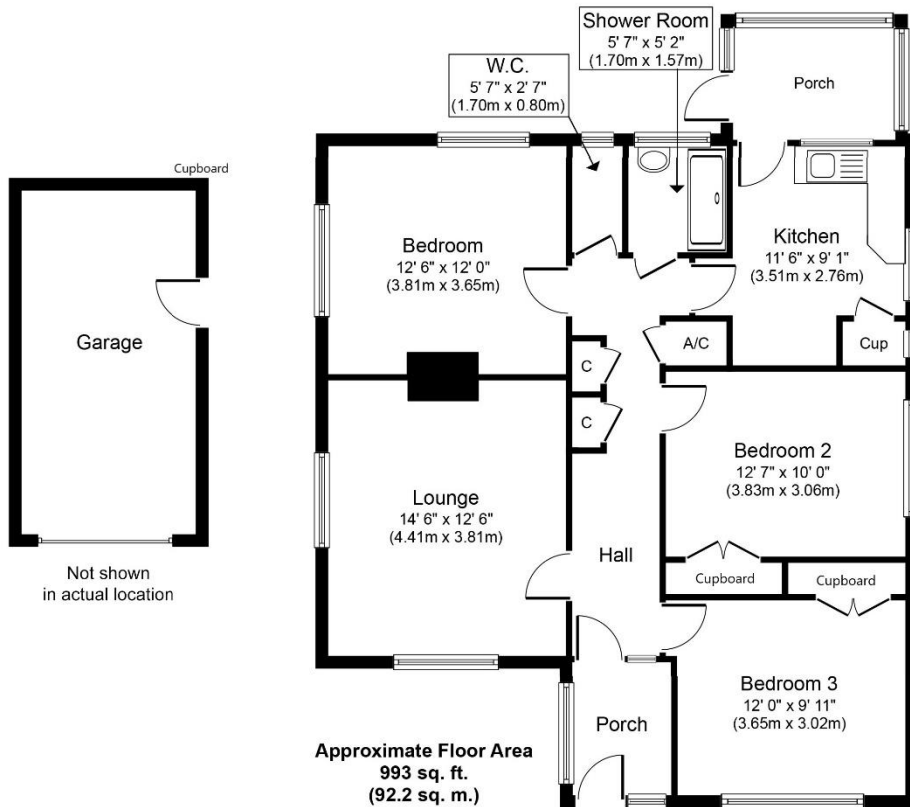 Shower Room
5' 7" x 5' 2"
(1.70m x 1.57m)
W.C.
5' 7" x 2' 7"
(1.70m x 0.80m)
Porch
Cupboard
Bedroom
12' 6" x 12' 0"
(3.81m x 3.65m)
Kitchen
11' 6" x 9' 1"
(3.51m x 2.76m)
Garage
A/C
Cup
C
C
Bedroom 2
12' 7" x 10' 0"
(3.83m x 3.06m)
Lounge
14' 6" x 12' 6"
(4.41m x 3.81m)
Hall
Cupboard
Cupboard
Not shown
in actual location
Bedroom 3
12' 0" x 9' 11"
(3.65m x 3.02m)
Porch
Approximate Floor Area
993 sq. ft.
(92.2 sq. m.)